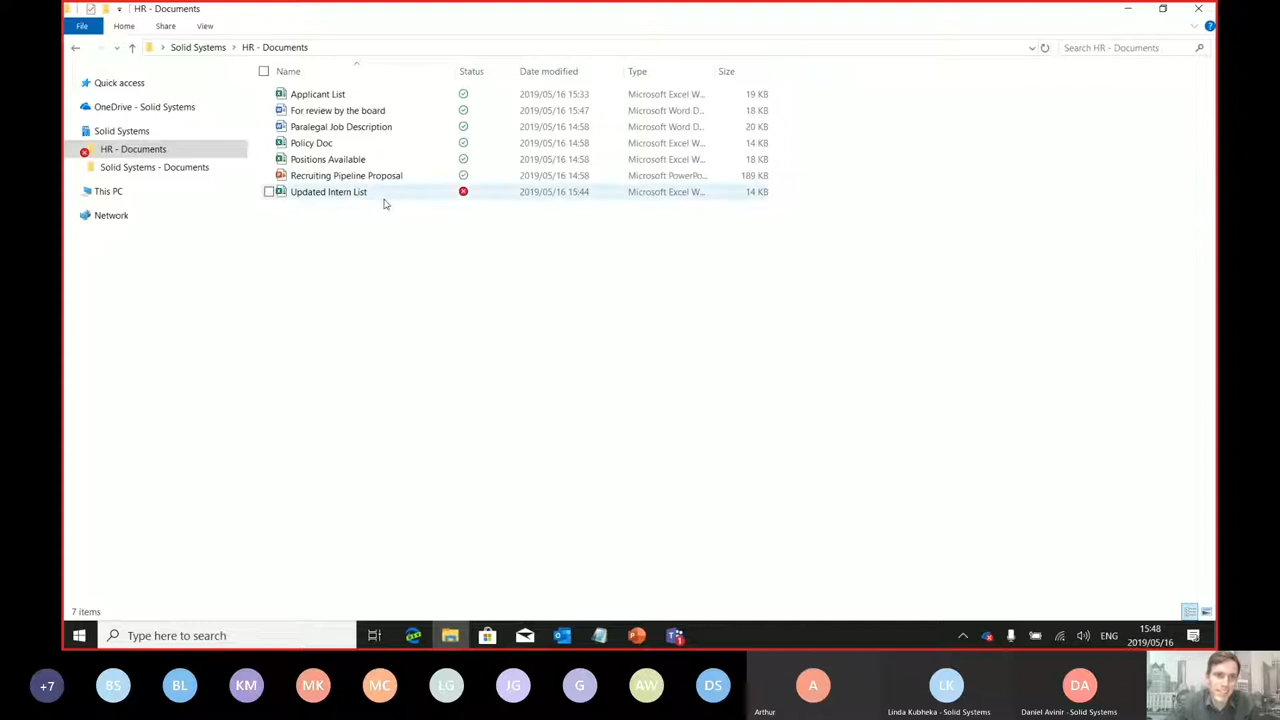 HR - Documents
File Home Share View
Solid Systems HR - Documents Search HR - Documents
Name Status Date modified Type Size
Quick access
OneDrive - Solid Systems
Solid Systems
HR - Documents
Solid Systems - Documents
This PC
Network
Applicant List 2019/05/16 15:33 Microsoft Excel W... 19 KB
For review by the board 2019/05/16 15:47 Microsoft Word D... 18 KB
Paralegal Job Description 2019/05/16 14:58 Microsoft Word D... 20 KB
Policy Doc 2019/05/16 14:58 Microsoft Excel W... 14 KB
Positions Available 2019/05/16 14:58 Microsoft Excel W... 18 KB
Recruiting Pipeline Proposal 2019/05/16 14:58 Microsoft PowerPo... 189 KB
Updated Intern List 2019/05/16 15:44 Microsoft Excel W... 14 KB
7 items
Type here to search ENG 15:48
2019/05/16
+7 BS BL KM MK MC LG JG G AW DS A LK DA
Arthur Linda Kubheka - Solid Systems Daniel Avinir - Solid Systems